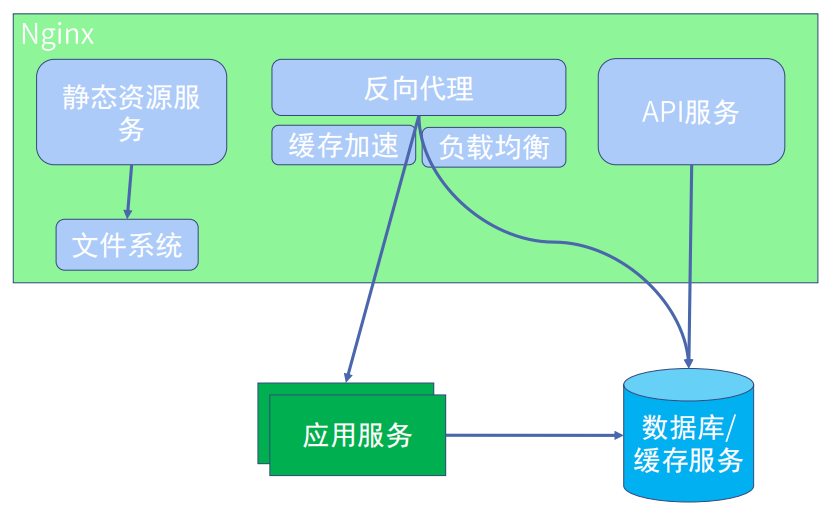 Nginx
静态资源服
务
反向代理
缓存加速
负载均衡
API服务
文件系统
应用服务
数据库/
缓存服务